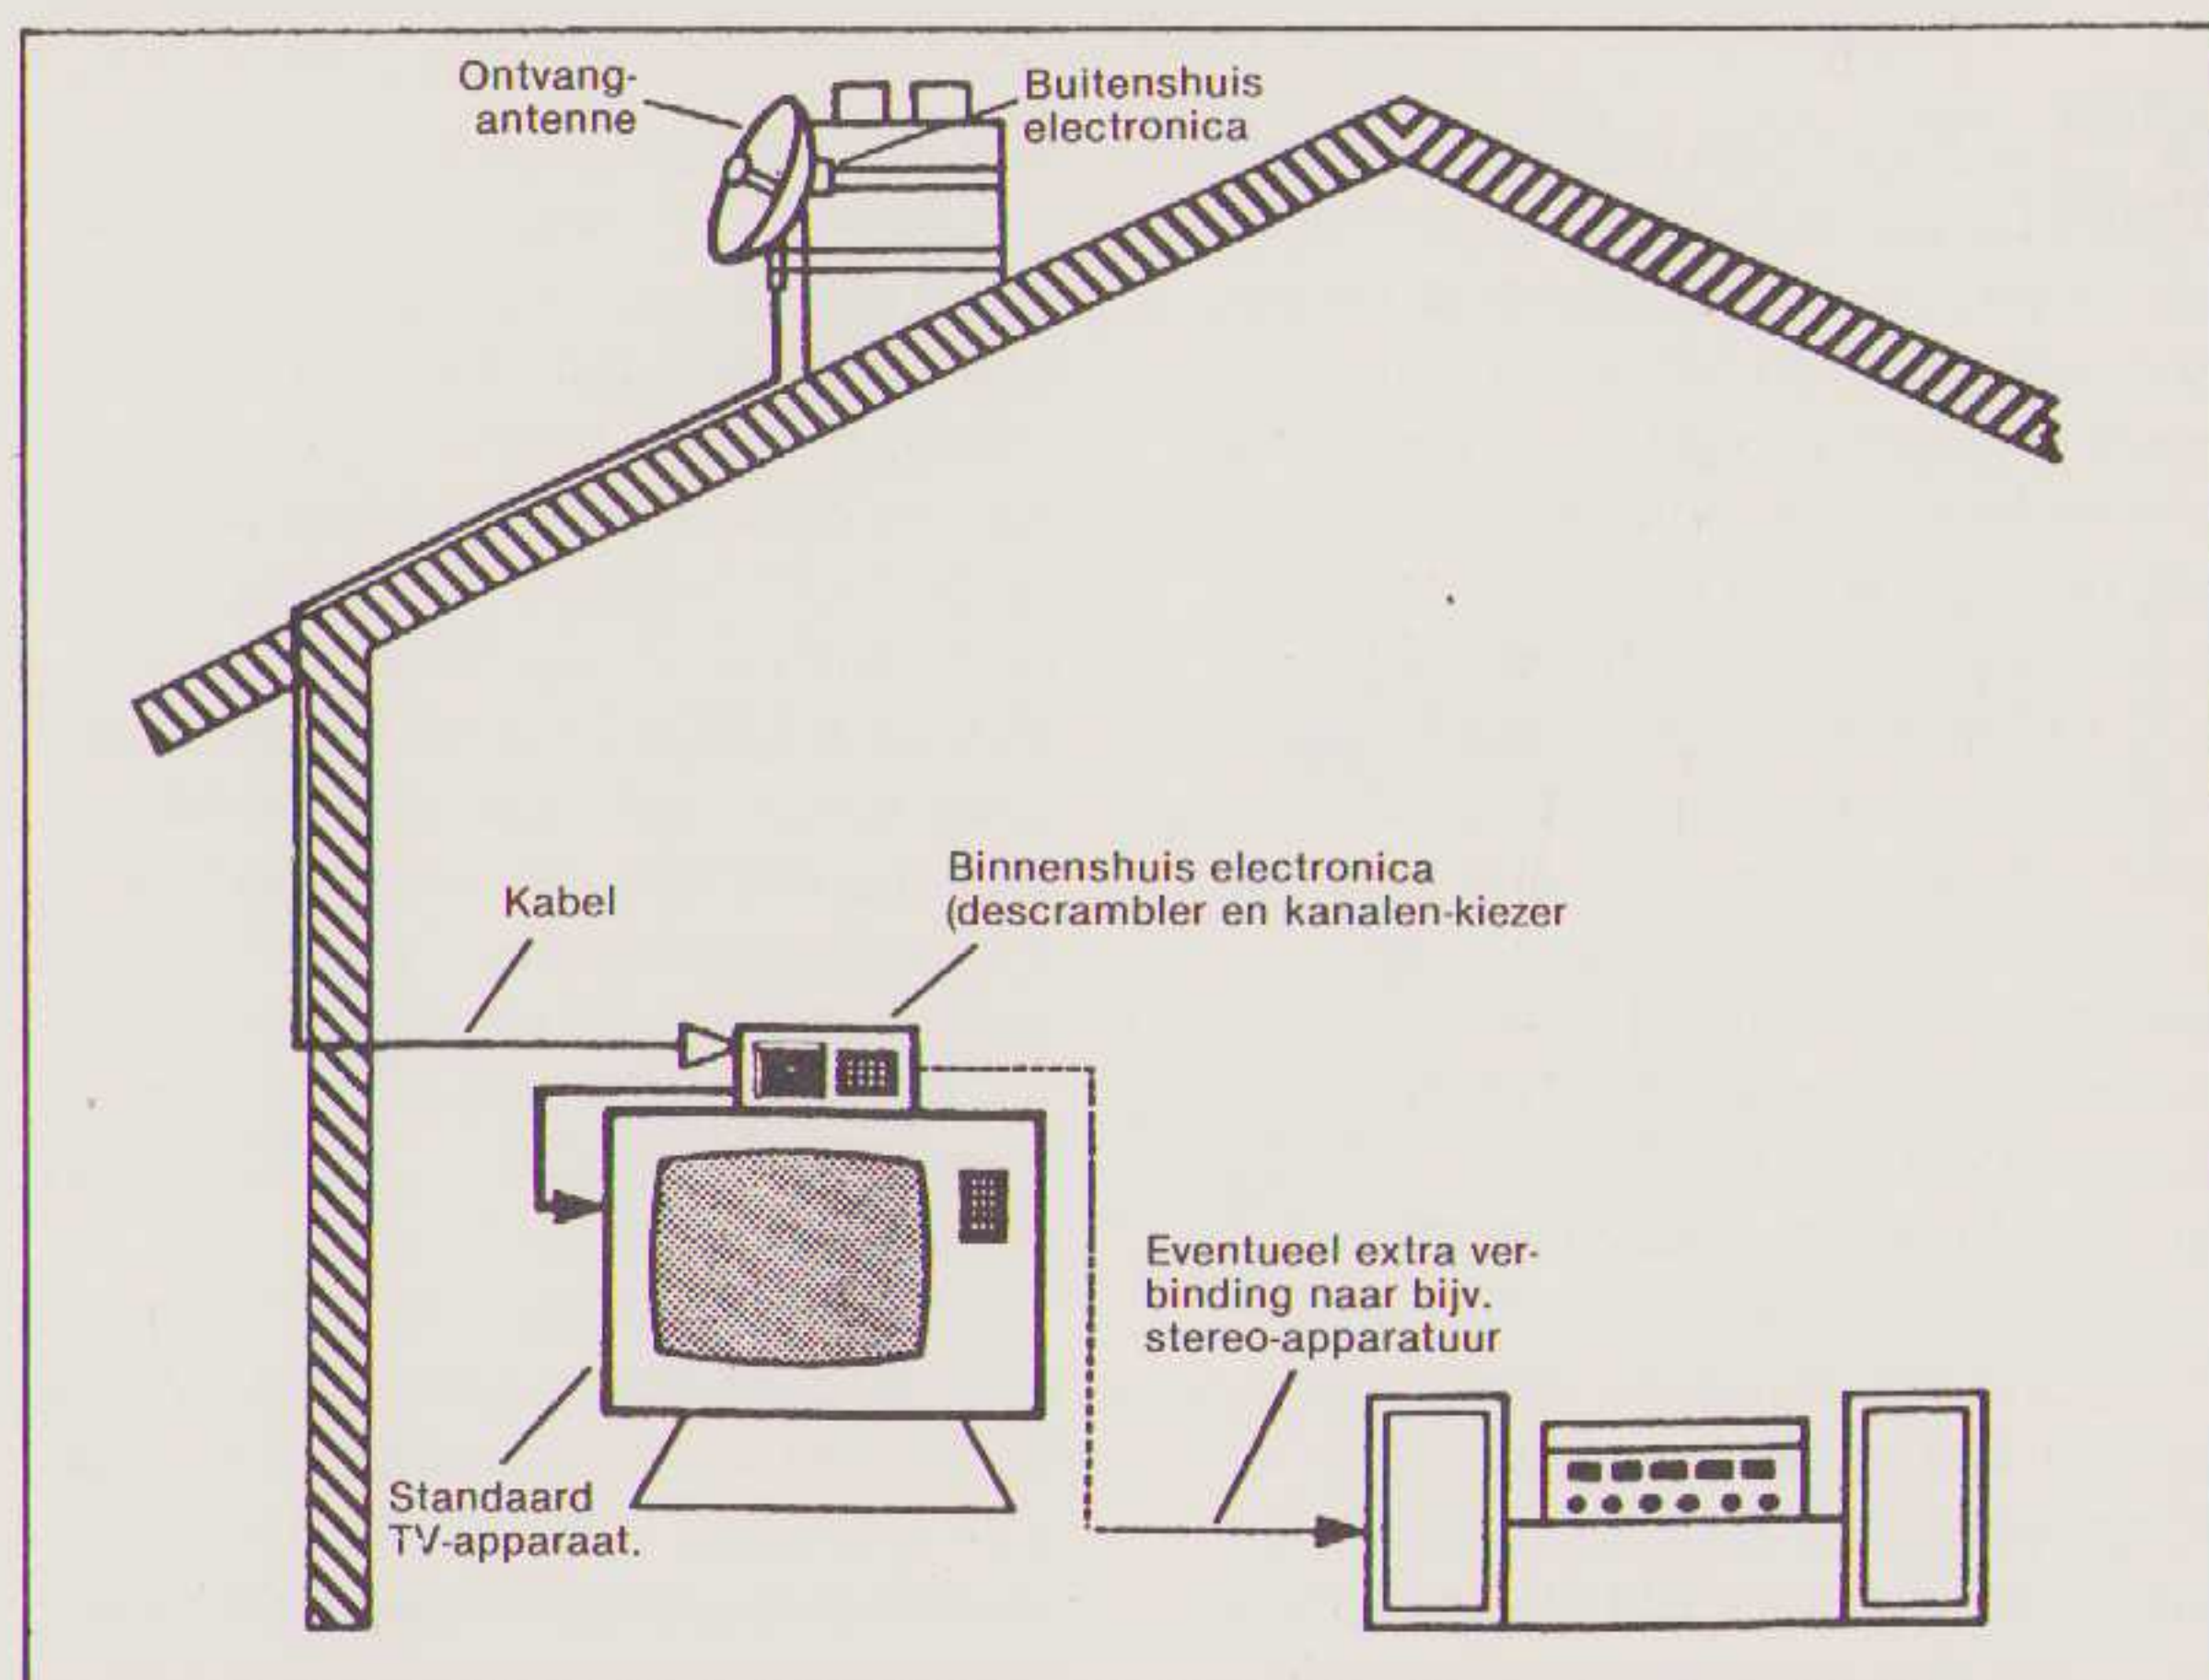 Ontvang-
antenne
Buitenshuis
electronica
Binnenshuis electronica
(descrambler en kanalen-kiezer
Kabel
Eventueel extra ver-
binding naar bijv.
stereo-apparatuur
Standaard
TV-apparaat.